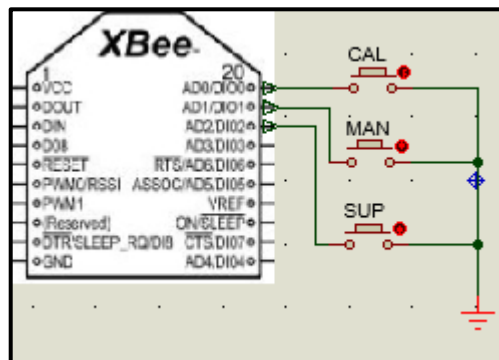 XBee
1
20
VCC
AD0/DIO0
DOUT
AD1/DIO1
DIN
AD2/DIO2
DO8
AD3/DIO3
RESET
RTS/AD6/DIO6
PWM0/RSSI
ASSOC/AD5/DIO5
PWM1
VREF
(Reserved)
ON/SLEEP
DTR/SLEEP_RQ/DI8
CTS/DIO7
GND
AD4/DIO4
CAL
MAN
SUP